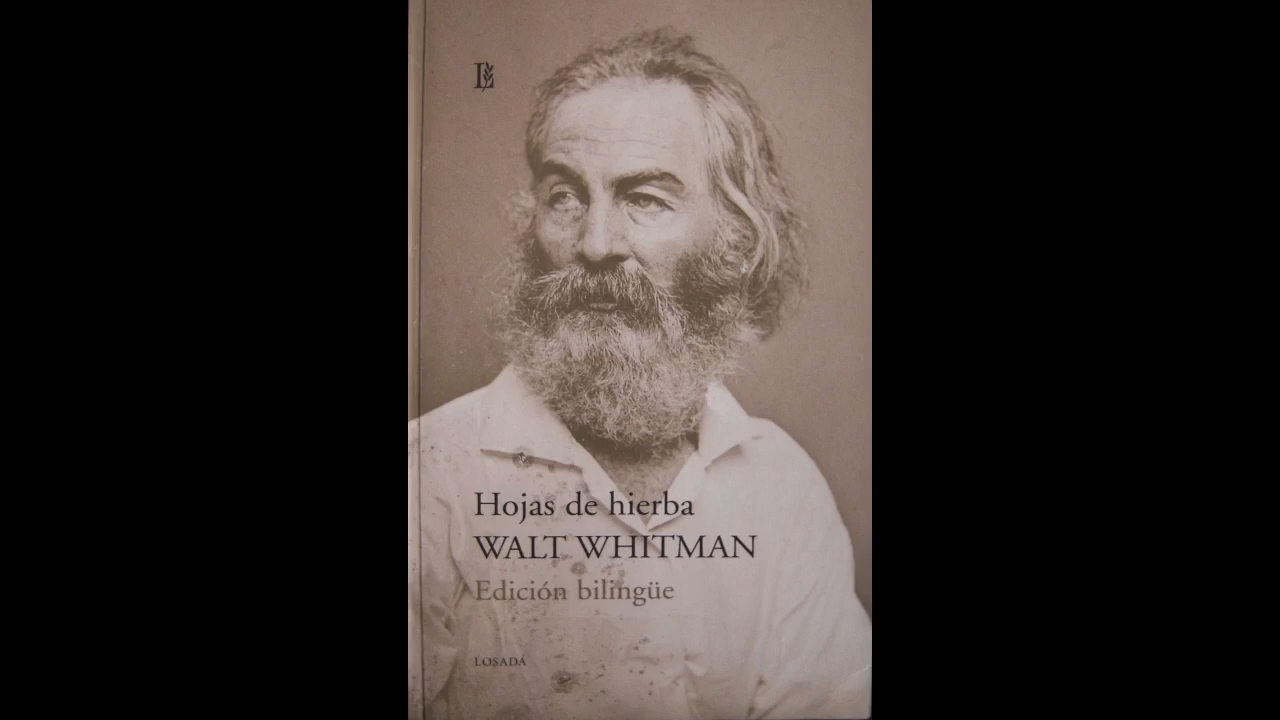 L
Hojas de hierba
WALT WHITMAN
Edición bilingüe
LOSADA